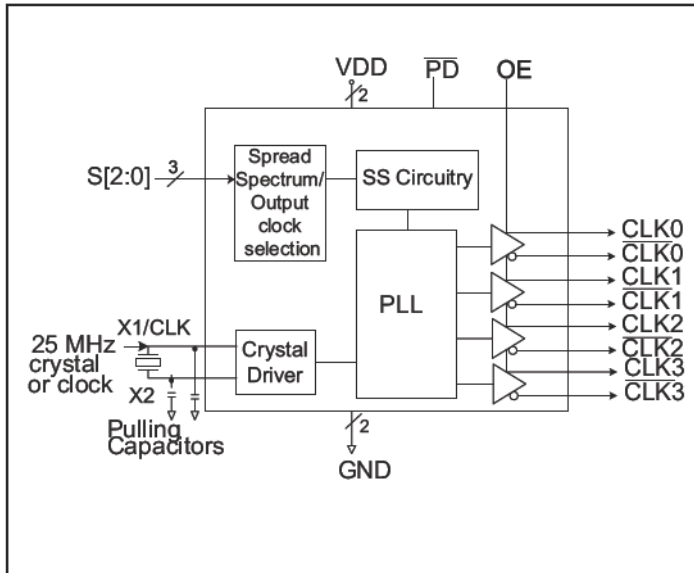 VDD
PD
OE
2
S[2:0]
3
Spread
Spectrum/
Output
clock
selection
SS Circuitry
PLL
CLK0
CLK0
CLK1
CLK1
CLK2
CLK2
CLK3
CLK3
X1/CLK
25 MHz
crystal
or clock
X2
Crystal
Driver
Pulling
Capacitors
2
GND